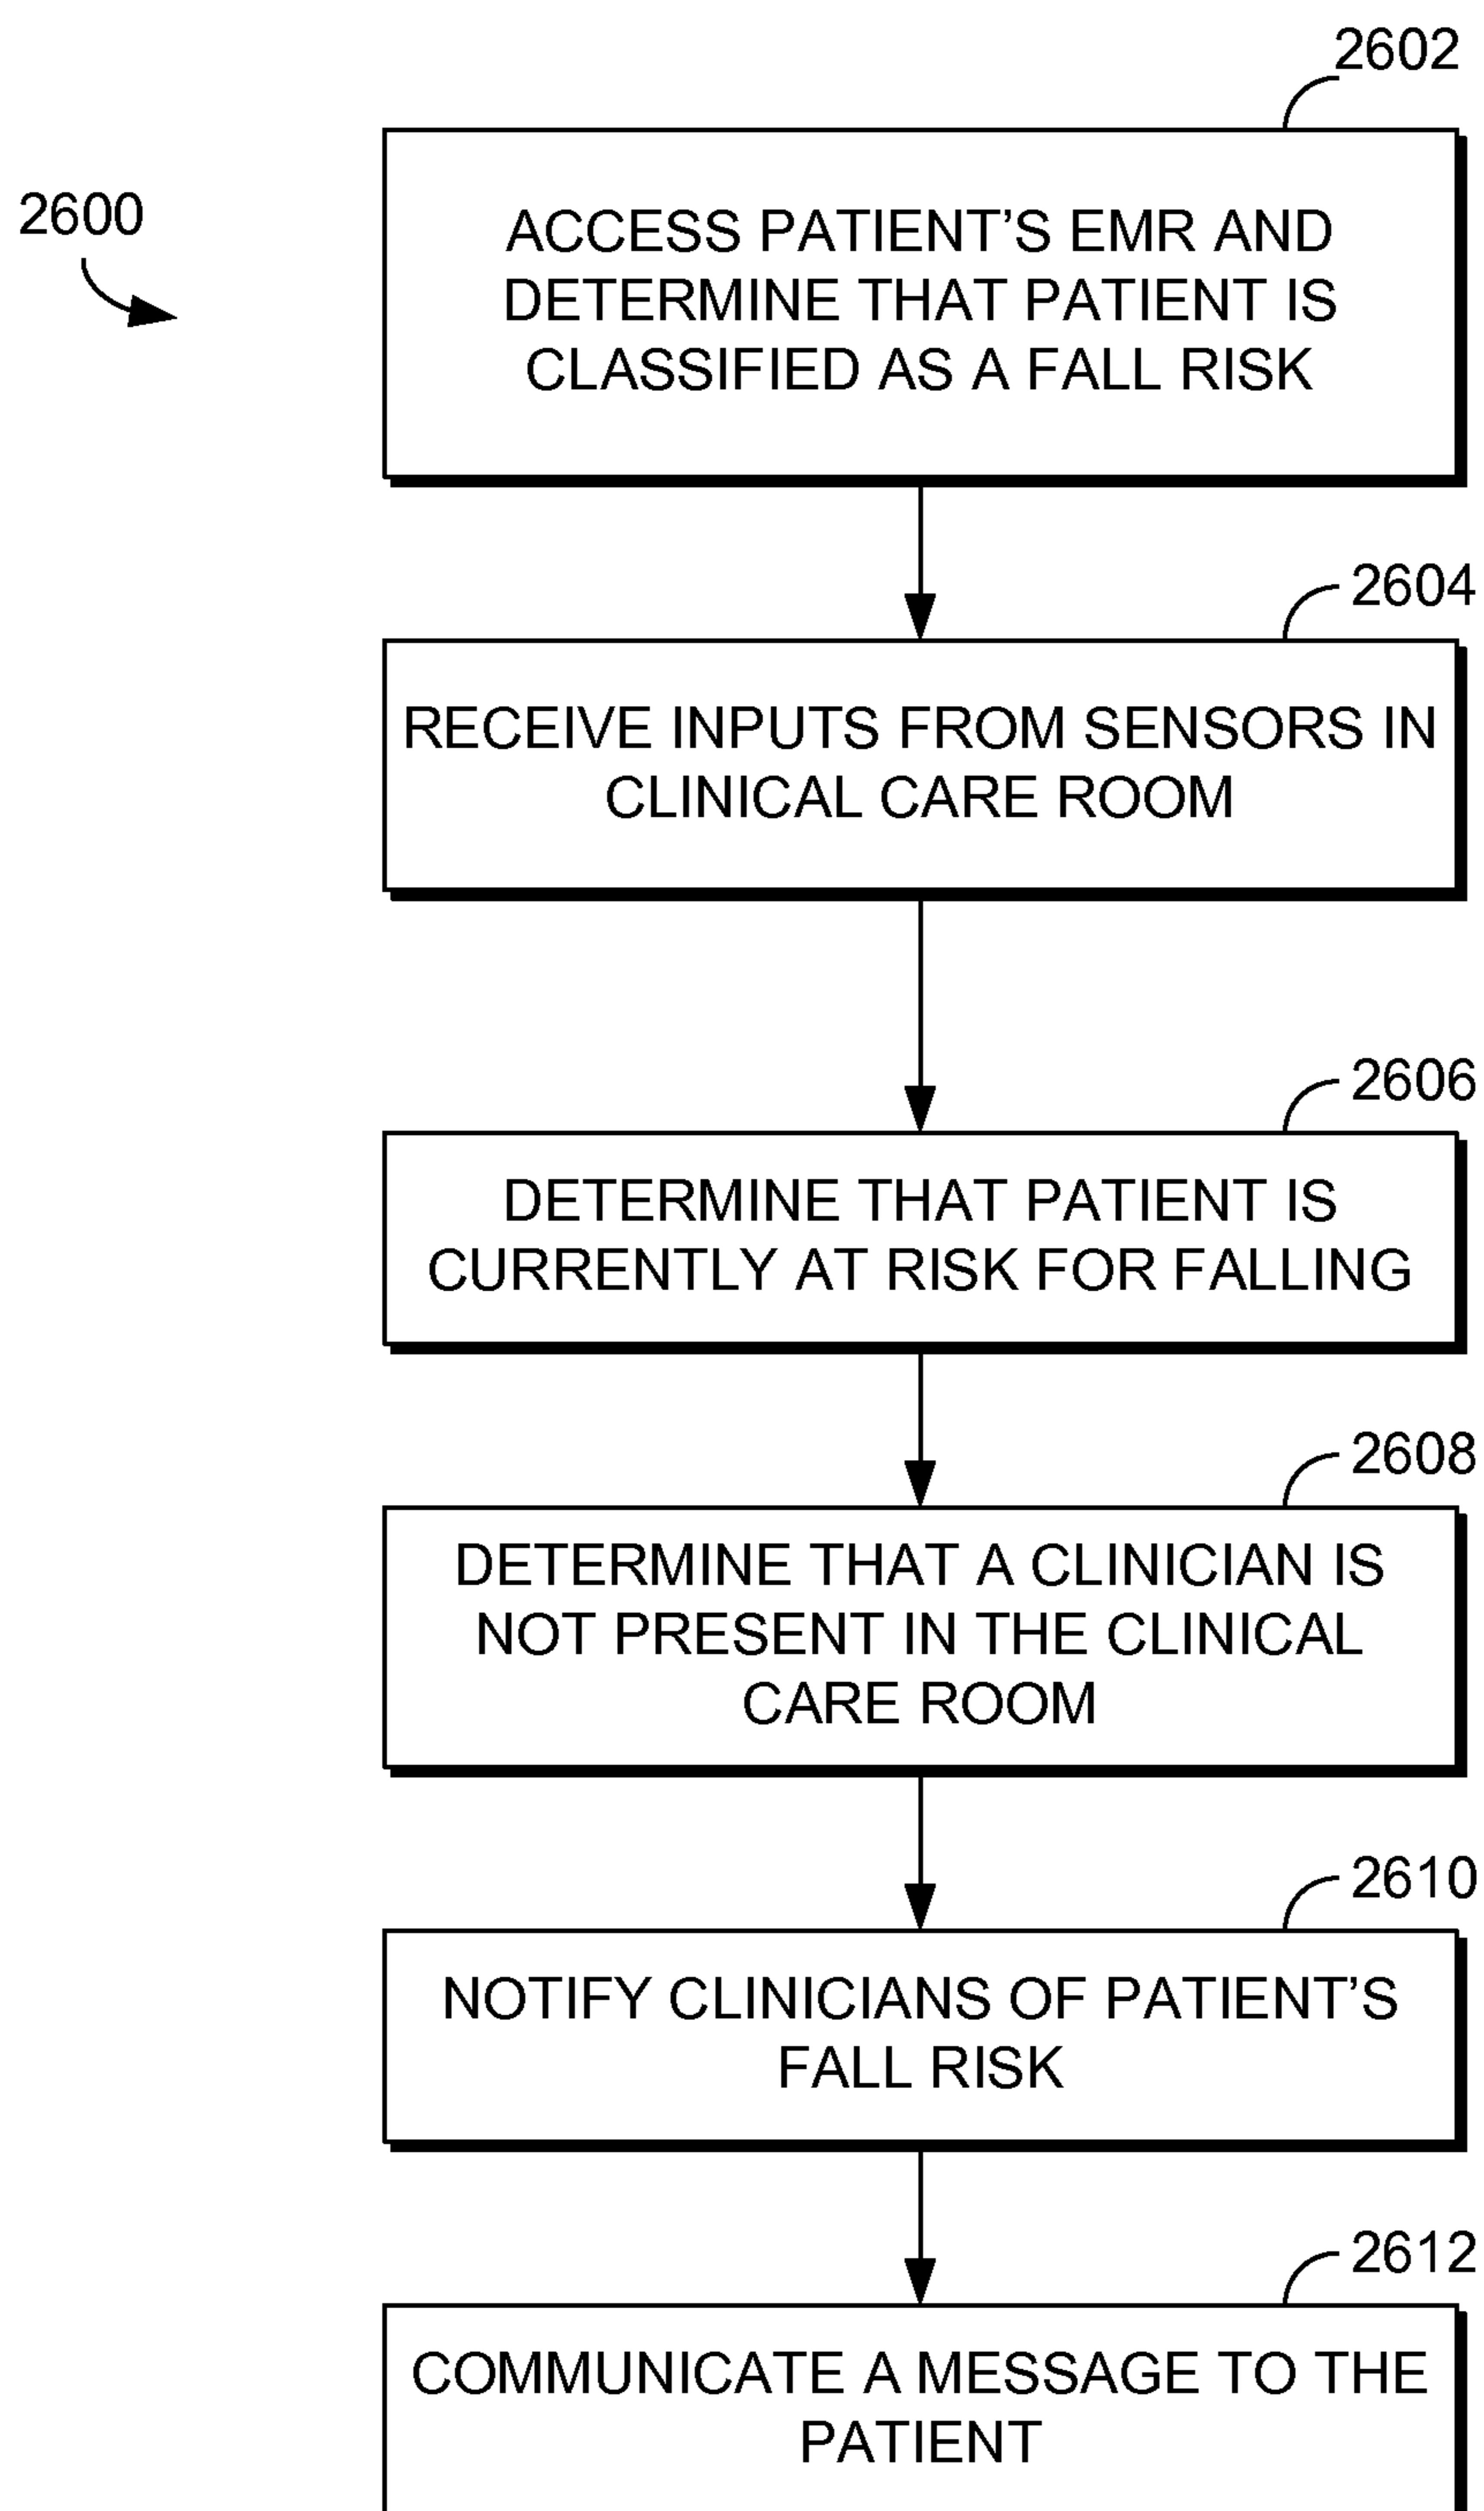 2602
2600
ACCESS PATIENT’S EMR AND
DETERMINE THAT PATIENT IS
CLASSIFIED AS A FALL RISK
2604
RECEIVE INPUTS FROM SENSORS IN
CLINICAL CARE ROOM
2606
DETERMINE THAT PATIENT IS
CURRENTLY AT RISK FOR FALLING
2608
DETERMINE THAT A CLINICIAN IS
NOT PRESENT IN THE CLINICAL
CARE ROOM
2610
NOTIFY CLINICIANS OF PATIENT’S
FALL RISK
2612
COMMUNICATE A MESSAGE TO THE
PATIENT